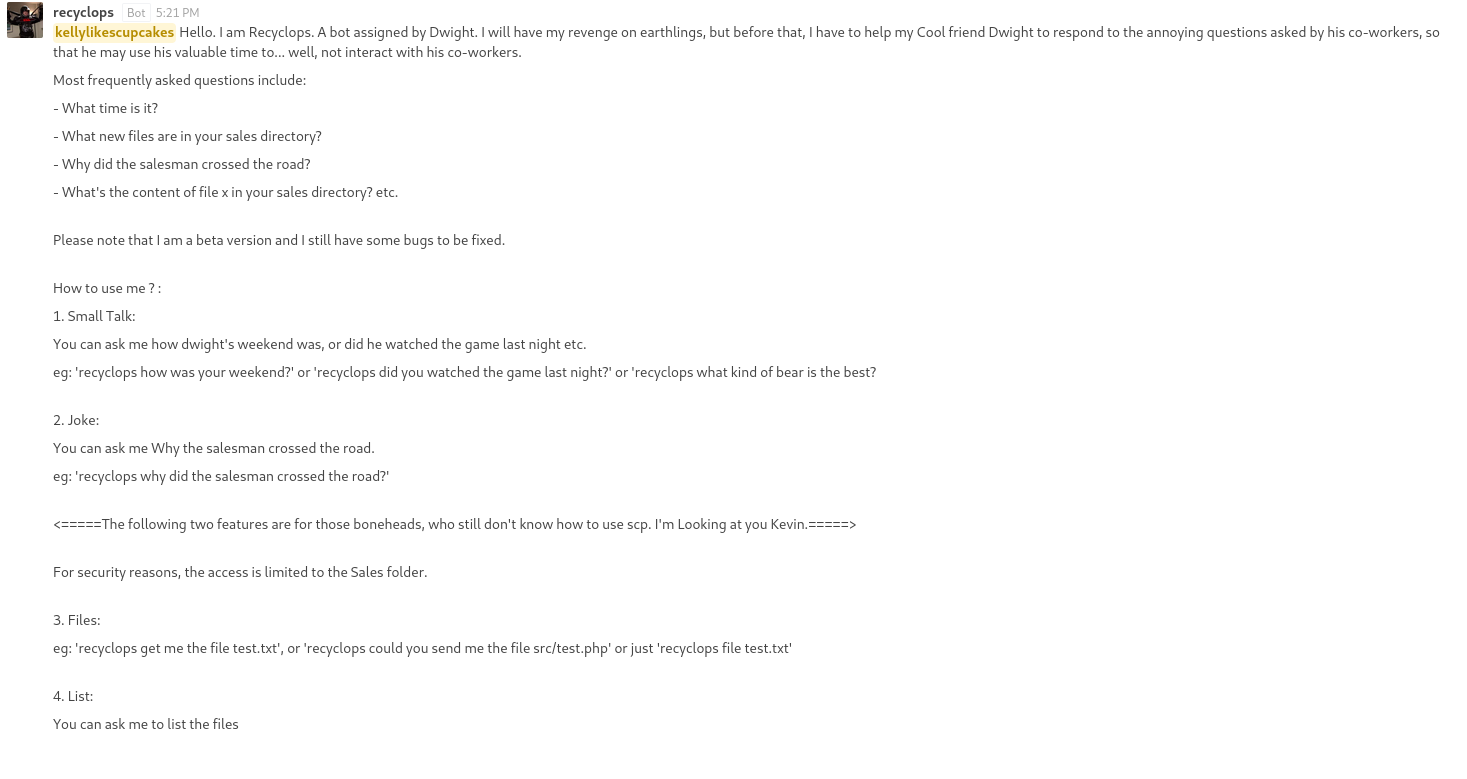 recyclops Bot 5:21 PM
kellylikescupcakes Hello. I am Recyclops. A bot assigned by Dwight. I will have my revenge on earthlings, but before that, I have to help my Cool friend Dwight to respond to the annoying questions asked by his co-workers, so
that he may use his valuable time to... well, not interact with his co-workers.
Most frequently asked questions include:
- What time is it?
- What new files are in your sales directory?
- Why did the salesman crossed the road?
- What's the content of file x in your sales directory? etc.
Please note that I am a beta version and I still have some bugs to be fixed.
How to use me ? :
1. Small Talk:
You can ask me how dwight's weekend was, or did he watched the game last night etc.
eg: 'recyclops how was your weekend?' or 'recyclops did you watched the game last night?' or 'recyclops what kind of bear is the best?
2. Joke:
You can ask me Why the salesman crossed the road.
eg: 'recyclops why did the salesman crossed the road?'
<=====The following two features are for those boneheads, who still don't know how to use scp. I'm Looking at you Kevin.=====>
For security reasons, the access is limited to the Sales folder.
3. Files:
eg: 'recyclops get me the file test.txt', or 'recyclops could you send me the file src/test.php' or just 'recyclops file test.txt'
4. List:
You can ask me to list the files